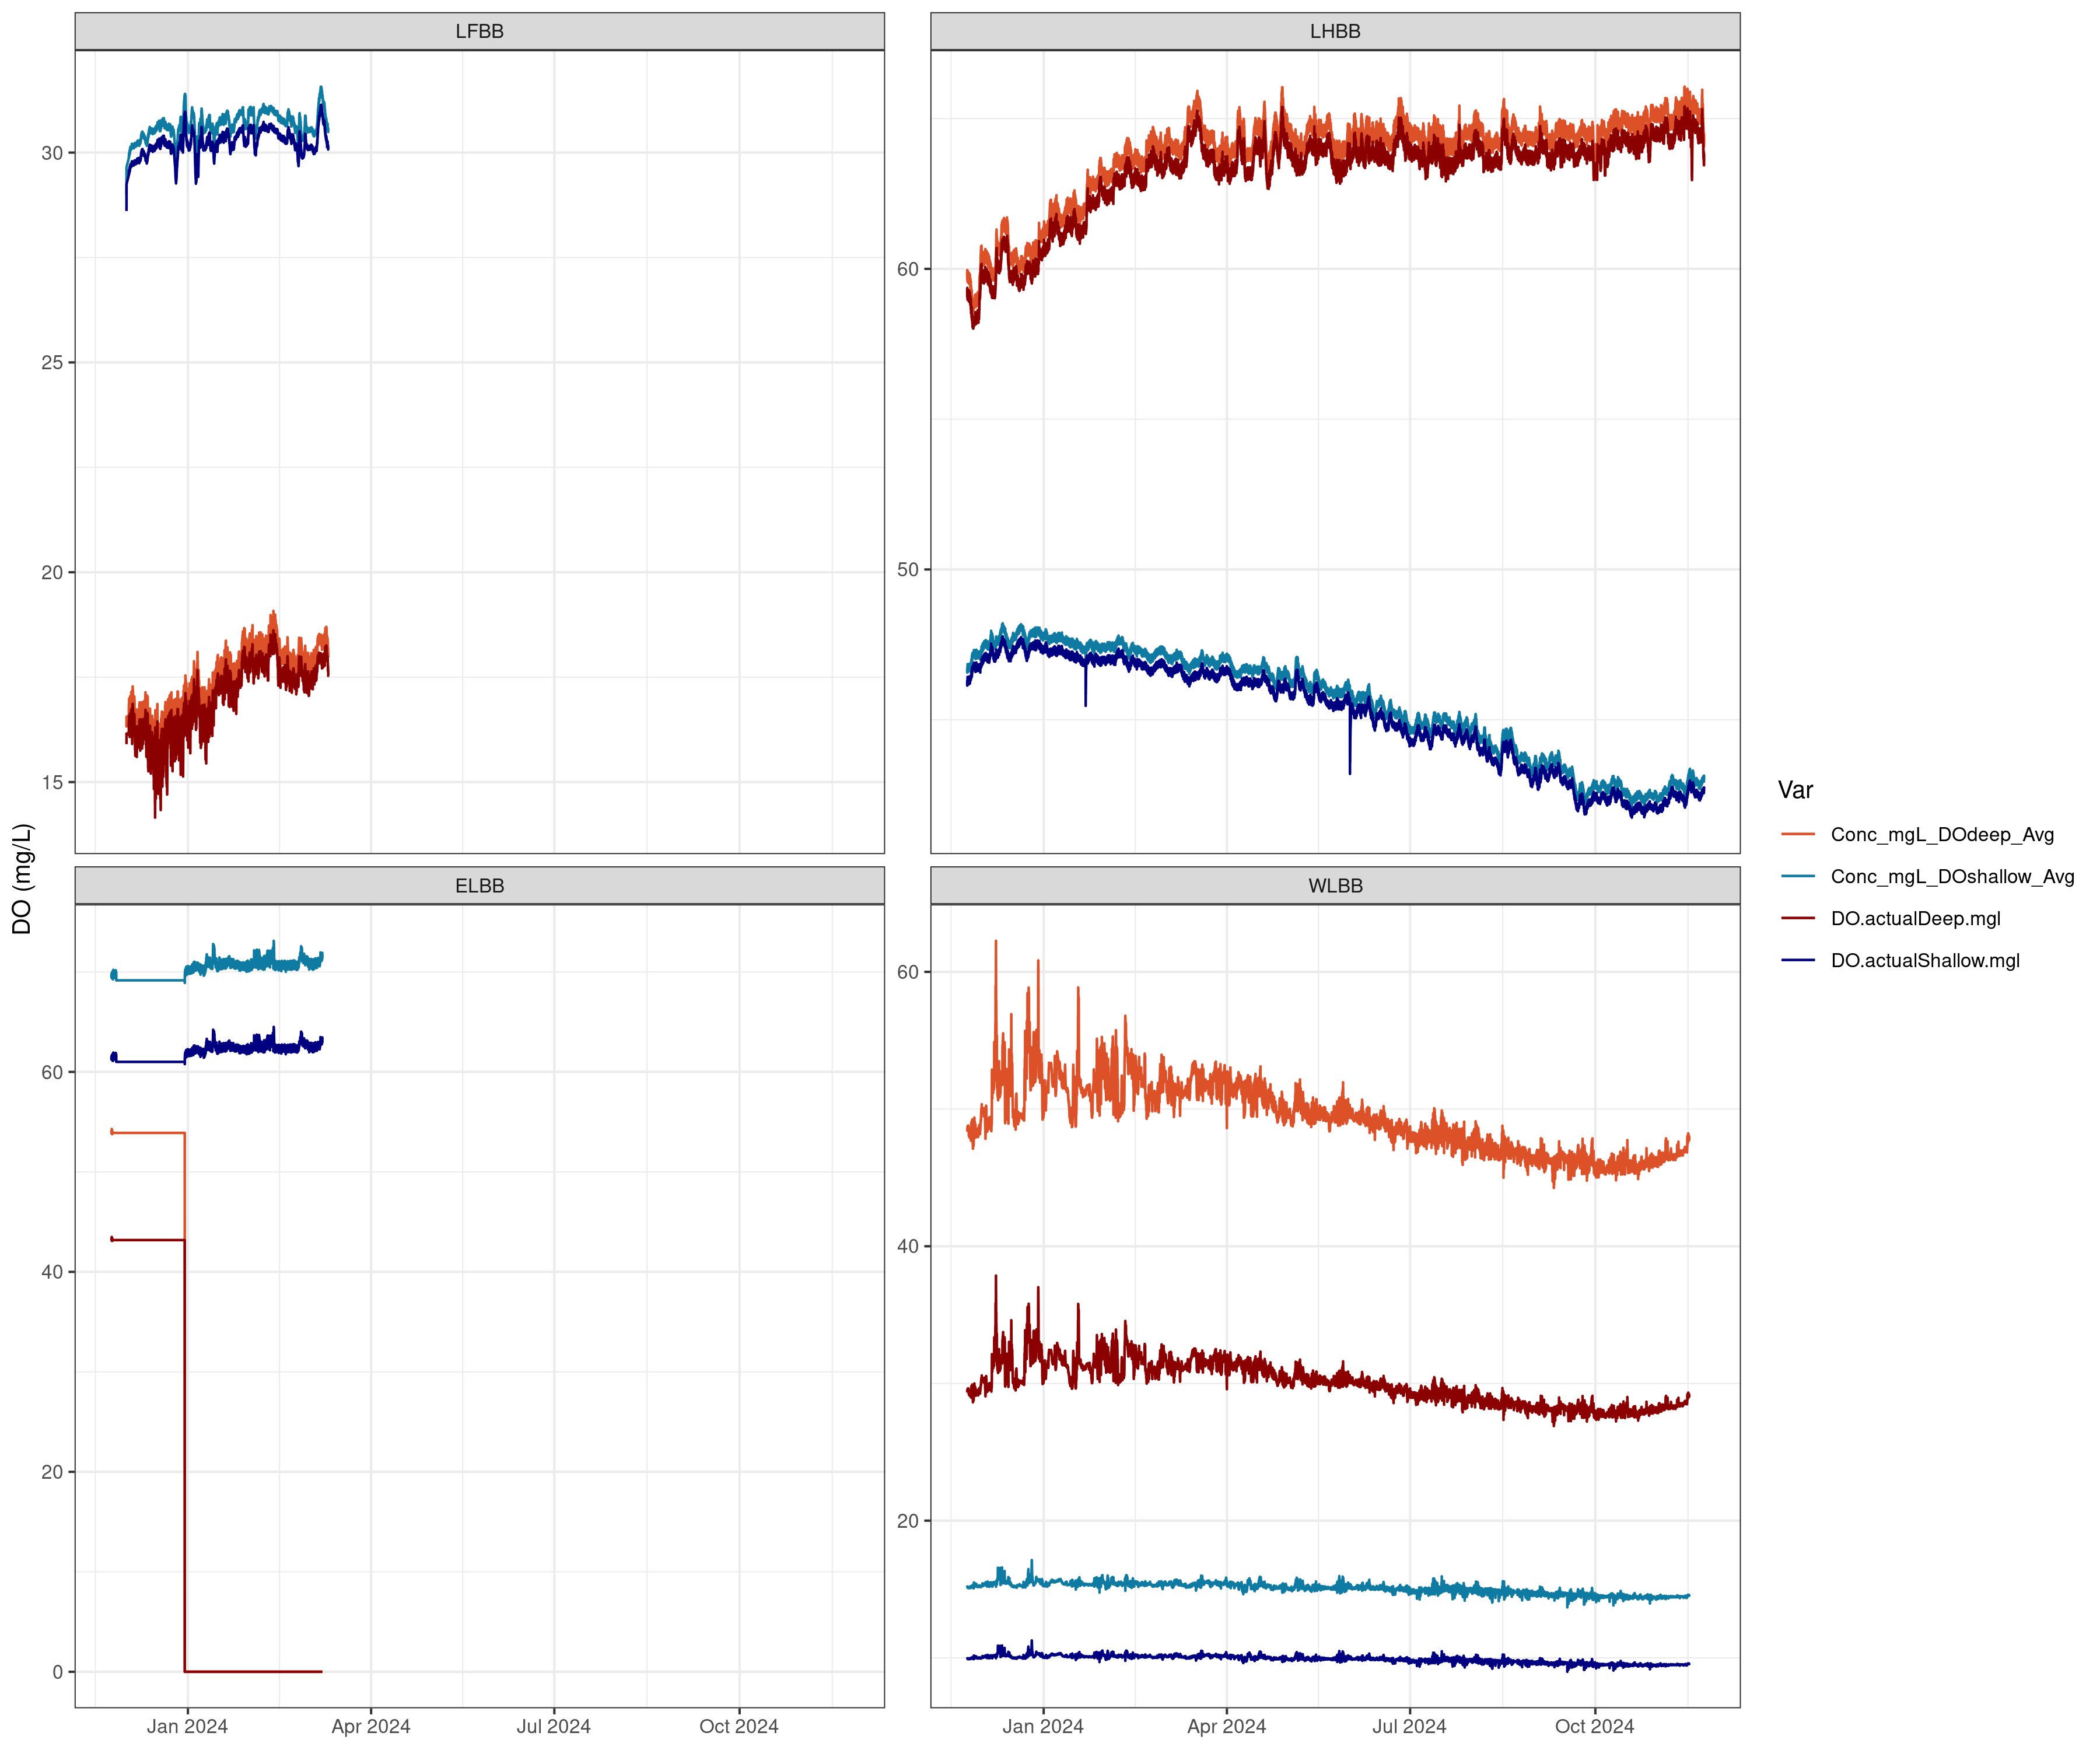 LFBB
LHBB
30
25
20
15
60
50
DO (mg/L)
ELBB
WLBB
60
40
20
0
60
40
20
Jan 2024 Apr 2024 Jul 2024 Oct 2024
Jan 2024 Apr 2024 Jul 2024 Oct 2024
Var
Conc_mgL_DOdeep_Avg
Conc_mgL_DOshallow_Avg
DO.actualDeep.mgl
DO.actualShallow.mgl